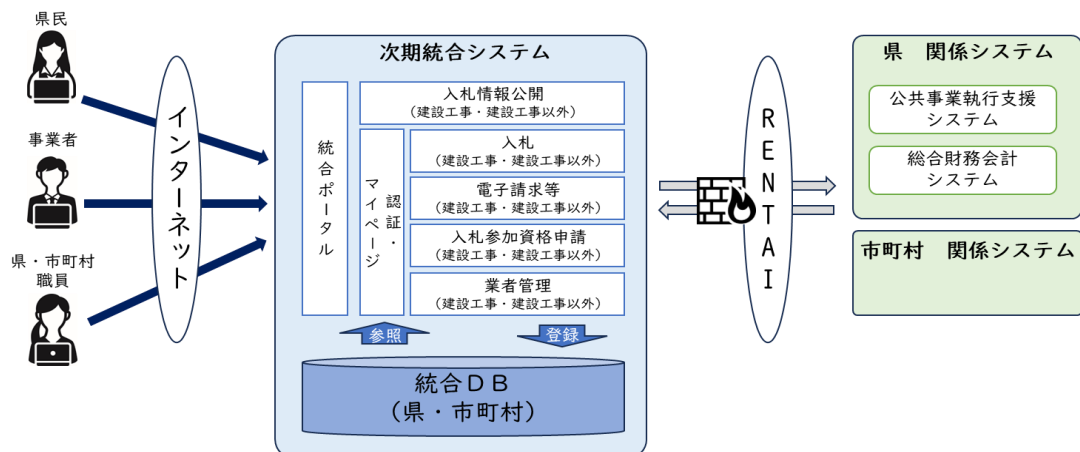 県民
事業者
県・市町村
職員
インターネット
次期統合システム
統合ポータル
入札情報公開
(建設工事・建設工事以外)
認証・
マイページ
入札
(建設工事・建設工事以外)
電子請求等
(建設工事・建設工事以外)
入札参加資格申請
(建設工事・建設工事以外)
業者管理
(建設工事・建設工事以外)
参照
登録
統合DB
(県・市町村)
RENTAI
県 関係システム
公共事業執行支援
システム
総合財務会計
システム
市町村 関係システム